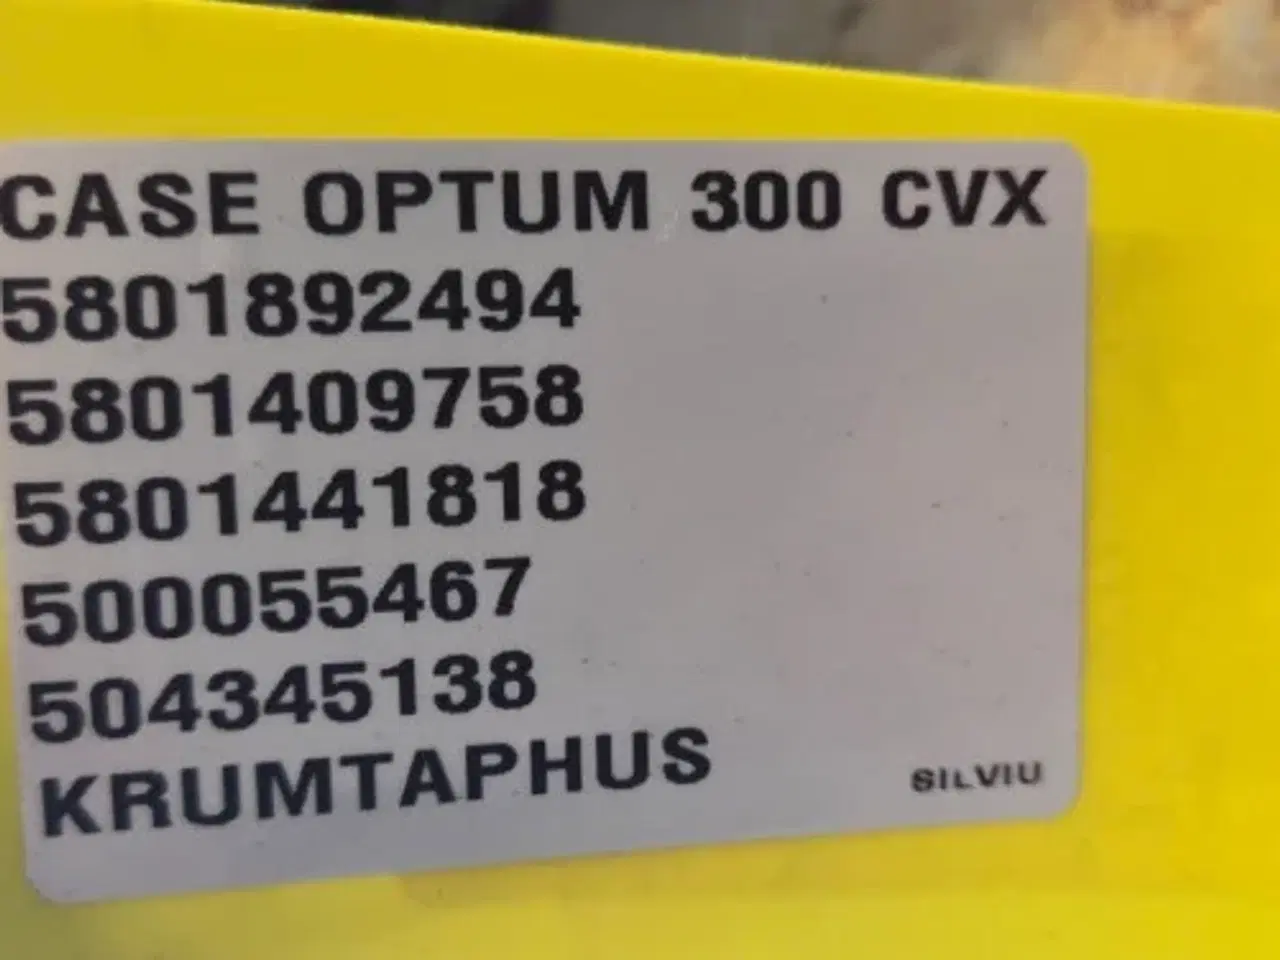 CASE OPTUM 300 CVX
5801892494
5801409758
5801441818
500055467
504345138
KRUMTAPHUS
SILVIU